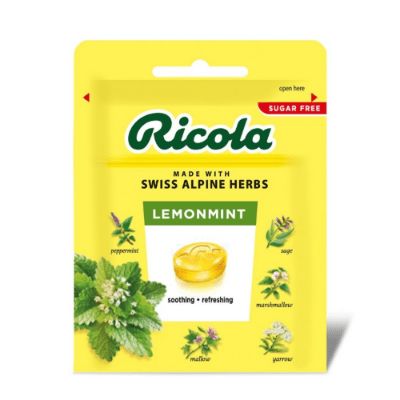 open here
SUGAR FREE
Ricola
MADE WITH
SWISS ALPINE HERBS
LEMONMINT
peppermint
sage
soothing • refreshing
marshmallow
mallow
yarrow